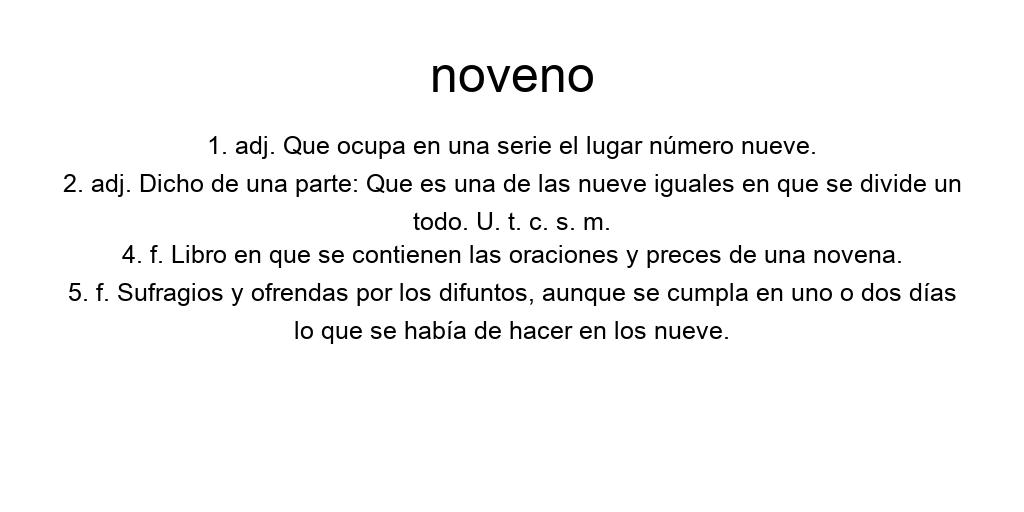 noveno
1. adj. Que ocupa en una serie el lugar número nueve.
2. adj. Dicho de una parte: Que es una de las nueve iguales en que se divide un
todo. U. t. c. s. m.
4. f. Libro en que se contienen las oraciones y preces de una novena.
5. f. Sufragios y ofrendas por los difuntos, aunque se cumpla en uno o dos días
lo que se había de hacer en los nueve.